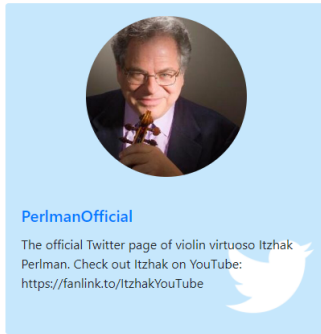 PerlmanOfficial
The official Twitter page of violin virtuoso Itzhak
Perlman. Check out Itzhak on YouTube:
https://fanlink.to/ItzhakYouTube